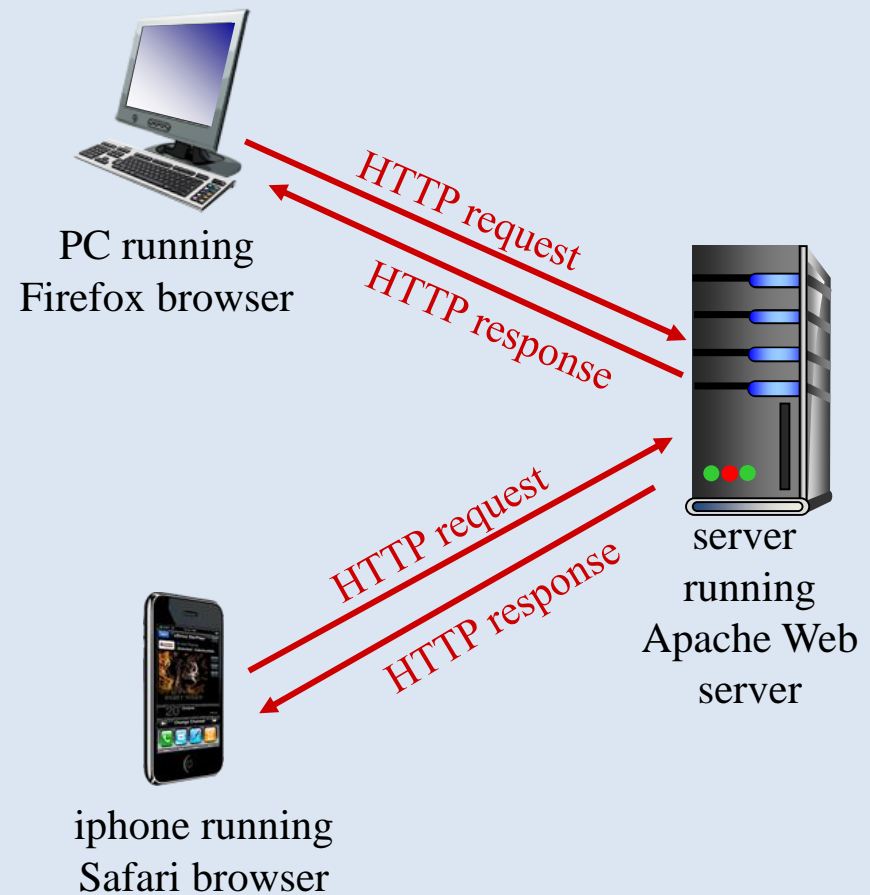 HTTP request
HTTP response
PC running
Firefox browser
HTTP request
HTTP response
server
running
Apache Web
server
iphone running
Safari browser